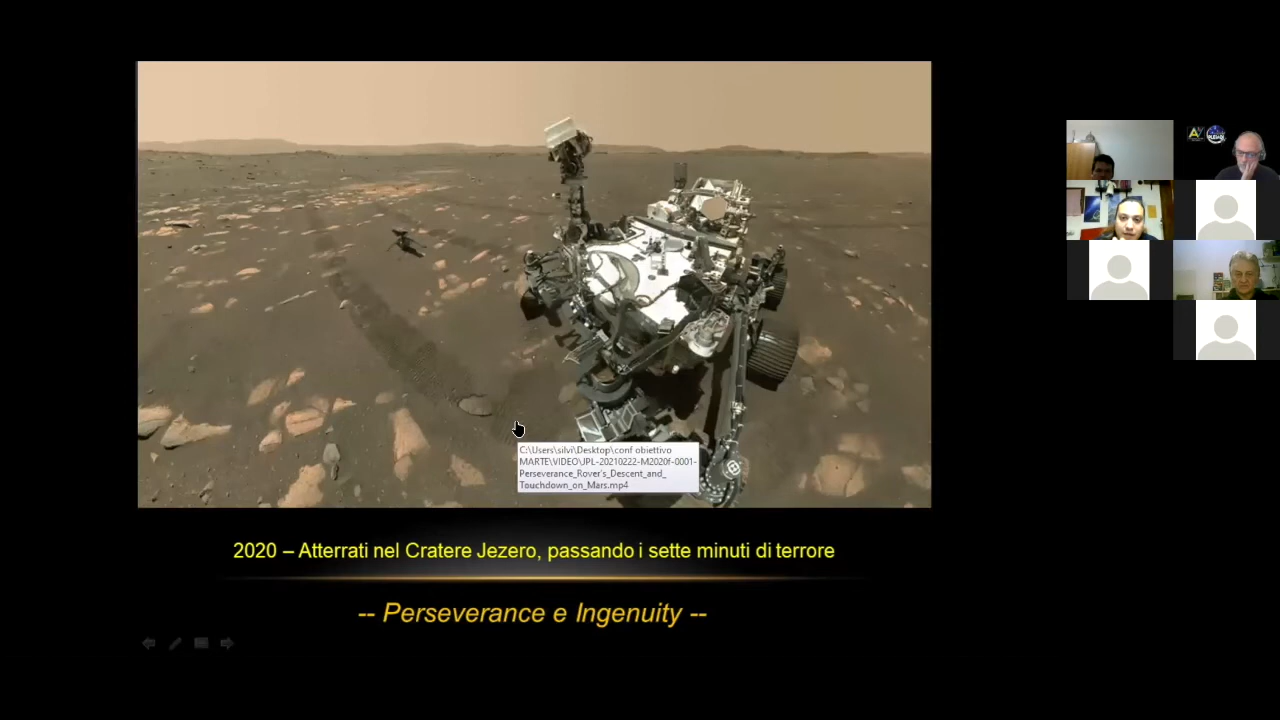 C:\Users\silvi\Desktop\conf obiettivo
MARTE\VIDEO\JPL-20210222-M2020f-0001-
Perseverance_Rover's_Descent_and_
Touchdown_on_Mars.mp4
2020 – Atterrati nel Cratere Jezero, passando i sette minuti di terrore
-- Perseverance e Ingenuity --